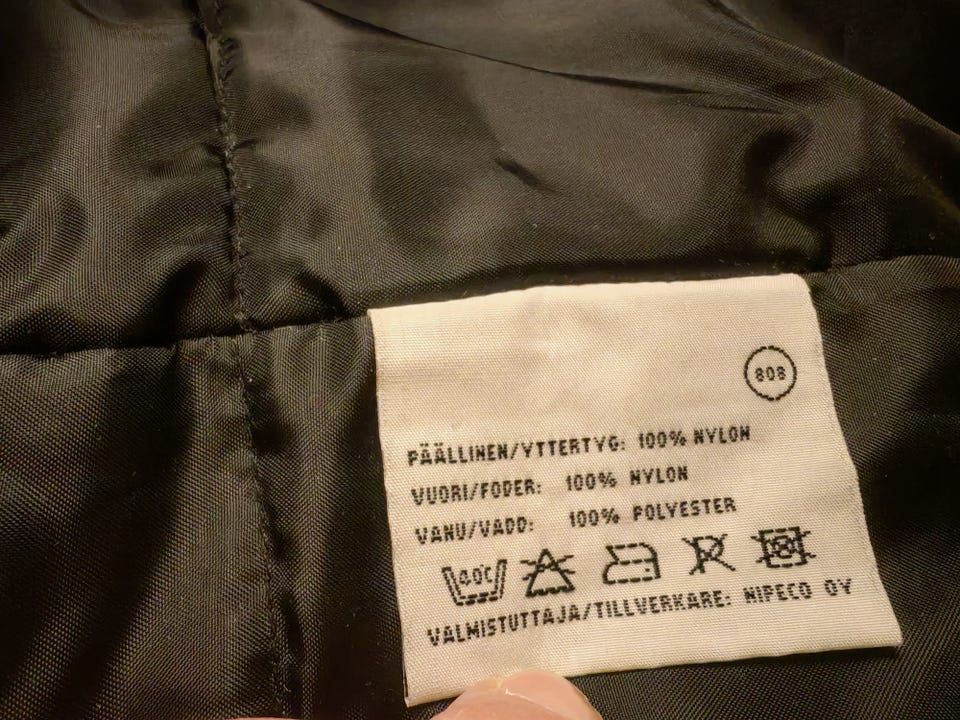 808
PÄÄLLINEN/YTTERTYG: 100% NYLON
VUORI/FODER: 100% NYLON
VANU/VADD: 100% POLYESTER
40°C
VALMISTUTTAJA/TILLVERKARE: NIPECO OY